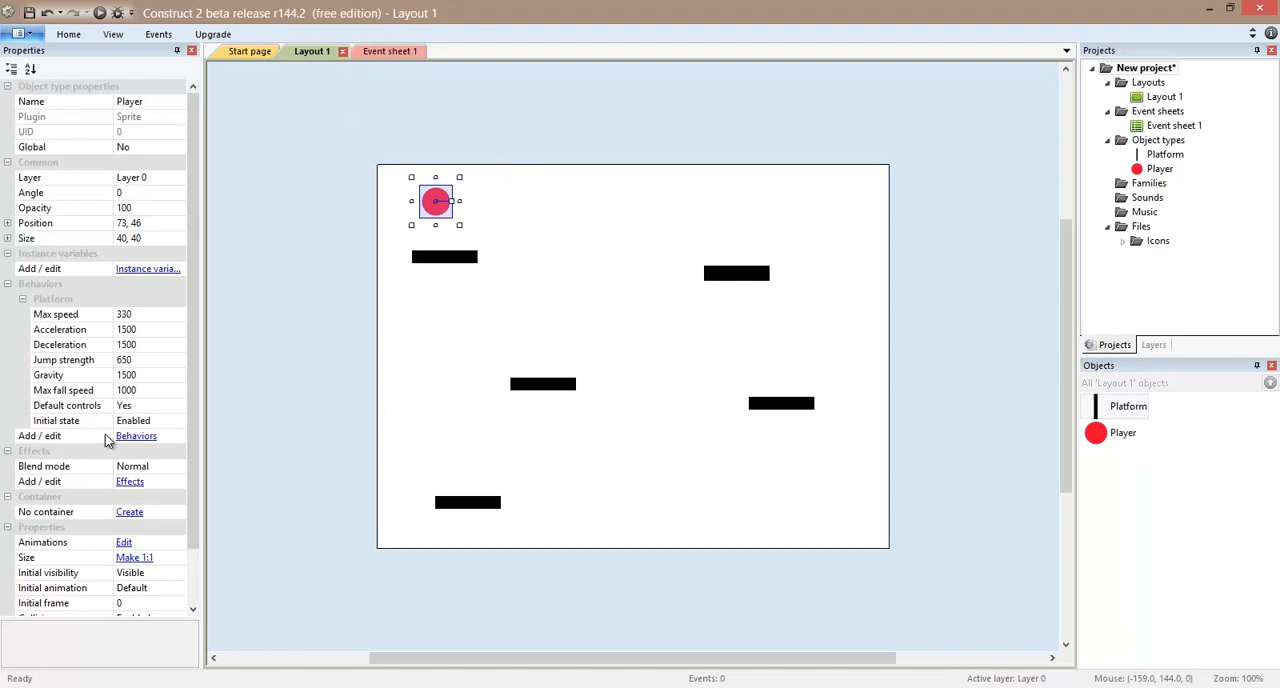 Construct 2 beta release r144.2 (free edition) - Layout 1
Home View Events Upgrade
Properties
Object type properties
Name Player
Plugin Sprite
UID 0
Global No
Common
Layer Layer 0
Angle 0
Opacity 100
Position 73, 46
Size 40, 40
Instance variables
Add / edit Instance varia...
Behaviors
Platform
Max speed 330
Acceleration 1500
Deceleration 1500
Jump strength 650
Gravity 1500
Max fall speed 1000
Default controls Yes
Initial state Enabled
Add / edit Behaviors
Effects
Blend mode Normal
Add / edit Effects
Container
No container Create
Properties
Animations Edit
Size Make 1:1
Initial visibility Visible
Initial animation Default
Initial frame 0
Start page Layout 1 Event sheet 1
Projects
New project*
Layouts
Layout 1
Event sheets
Event sheet 1
Object types
Platform
Player
Families
Sounds
Music
Files
Icons
Projects Layers
Objects
All 'Layout 1' objects
Platform
Player
Ready Events: 0 Active layer: Layer 0 Mouse: (-159.0, 144.0, 0) Zoom: 100%